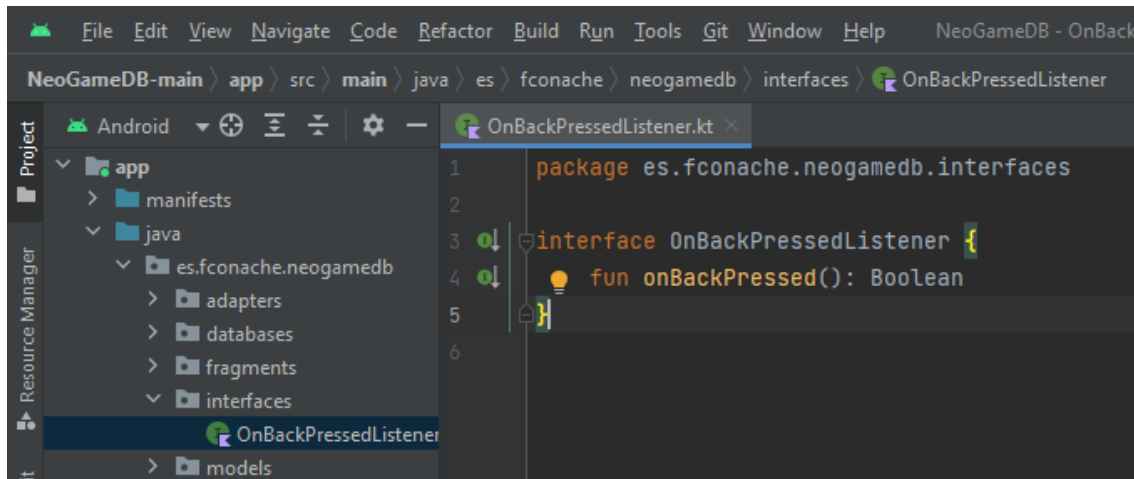 File Edit View Navigate Code Refactor Build Run Tools Git Window Help NeoGameDB - OnBack
NeoGameDB-main app src main java es fconache neogamedb interfaces OnBackPressedListener
Project
Resource Manager
Android
app
manifests
java
es.fconache.neogamedb
adapters
databases
fragments
interfaces
OnBackPressedListener
models
OnBackPressedListener.kt
1 package es.fconache.neogamedb.interfaces
2
3 interface OnBackPressedListener {
4 fun onBackPressed(): Boolean
5 }
6